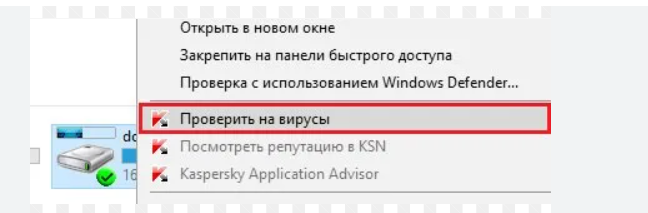 Открыть в новом окне
Закрепить на панели быстрого доступа
Проверка с использованием Windows Defender...
Проверить на вирусы
Посмотреть репутацию в KSN
Kaspersky Application Advisor